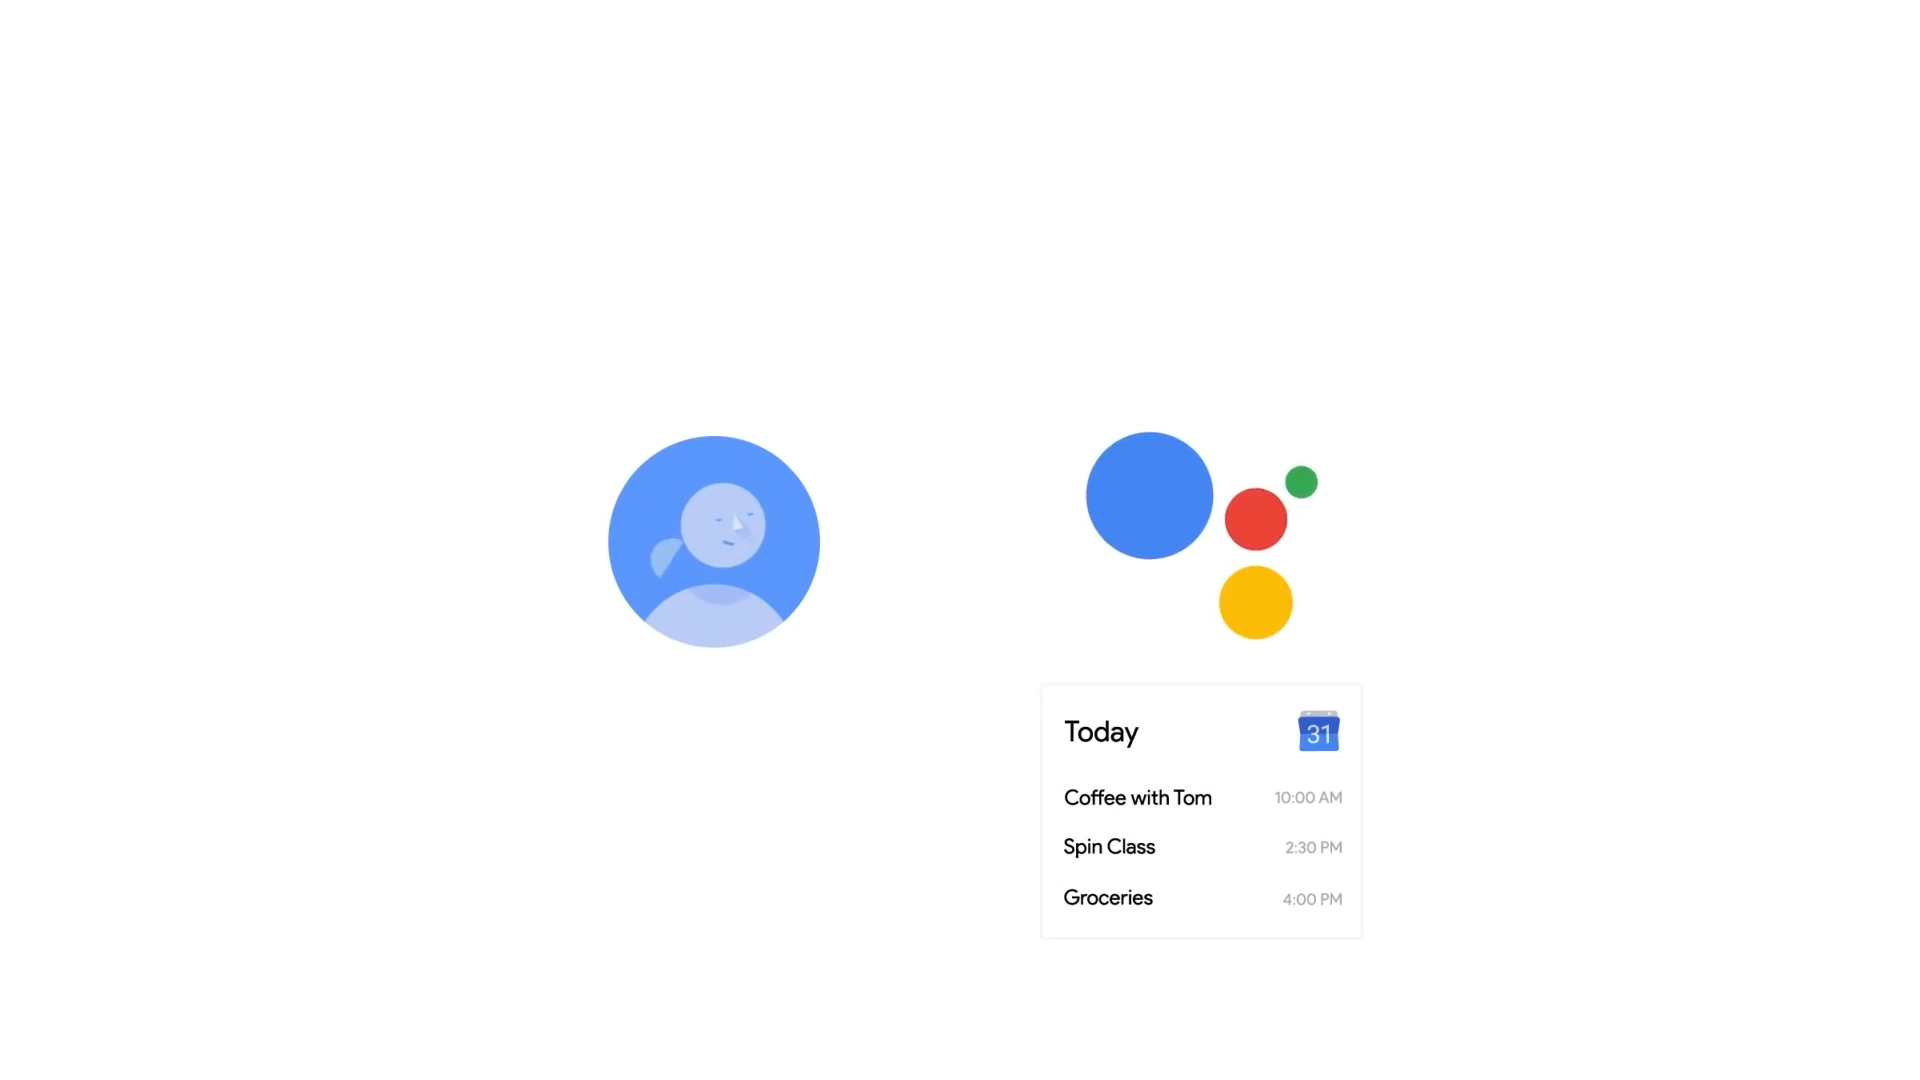 Today
31
Coffee with Tom 10:00 AM
Spin Class 2:30 PM
Groceries 4:00 PM